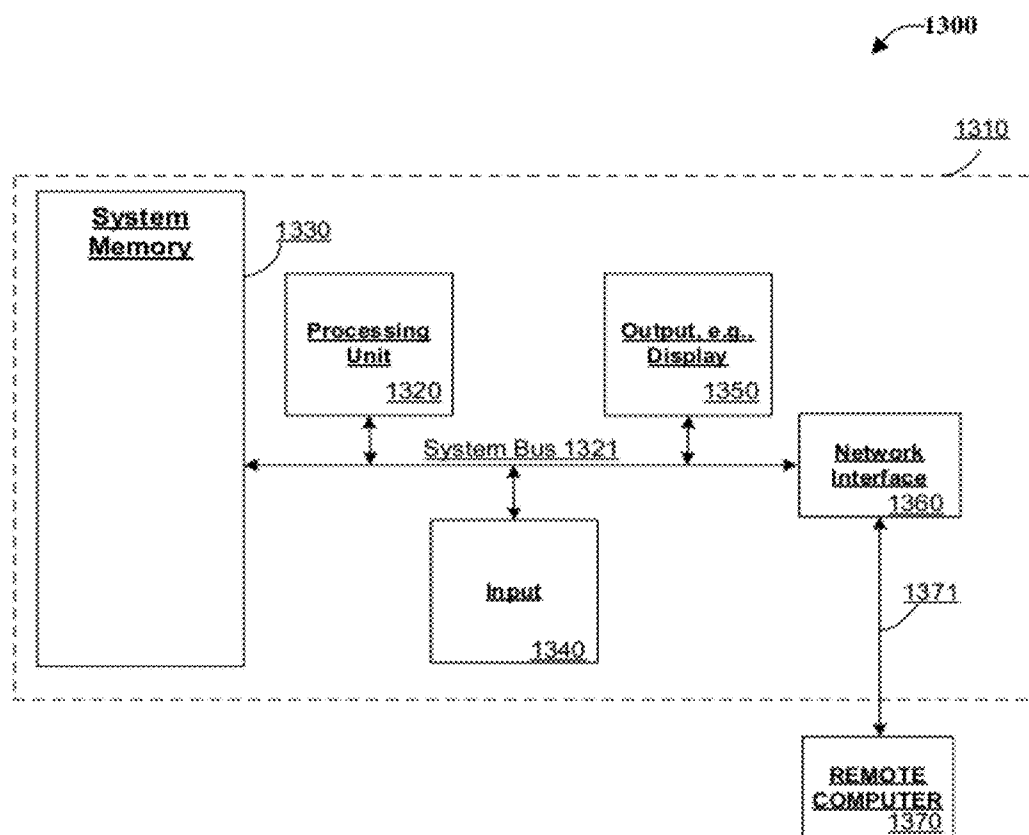 1300
1310
System
Memory
1330
Processing
Unit
1320
Output, e.g.,
Display
1350
System Bus 1321
Network
Interface
1360
Input
1340
1371
REMOTE
COMPUTER
1370